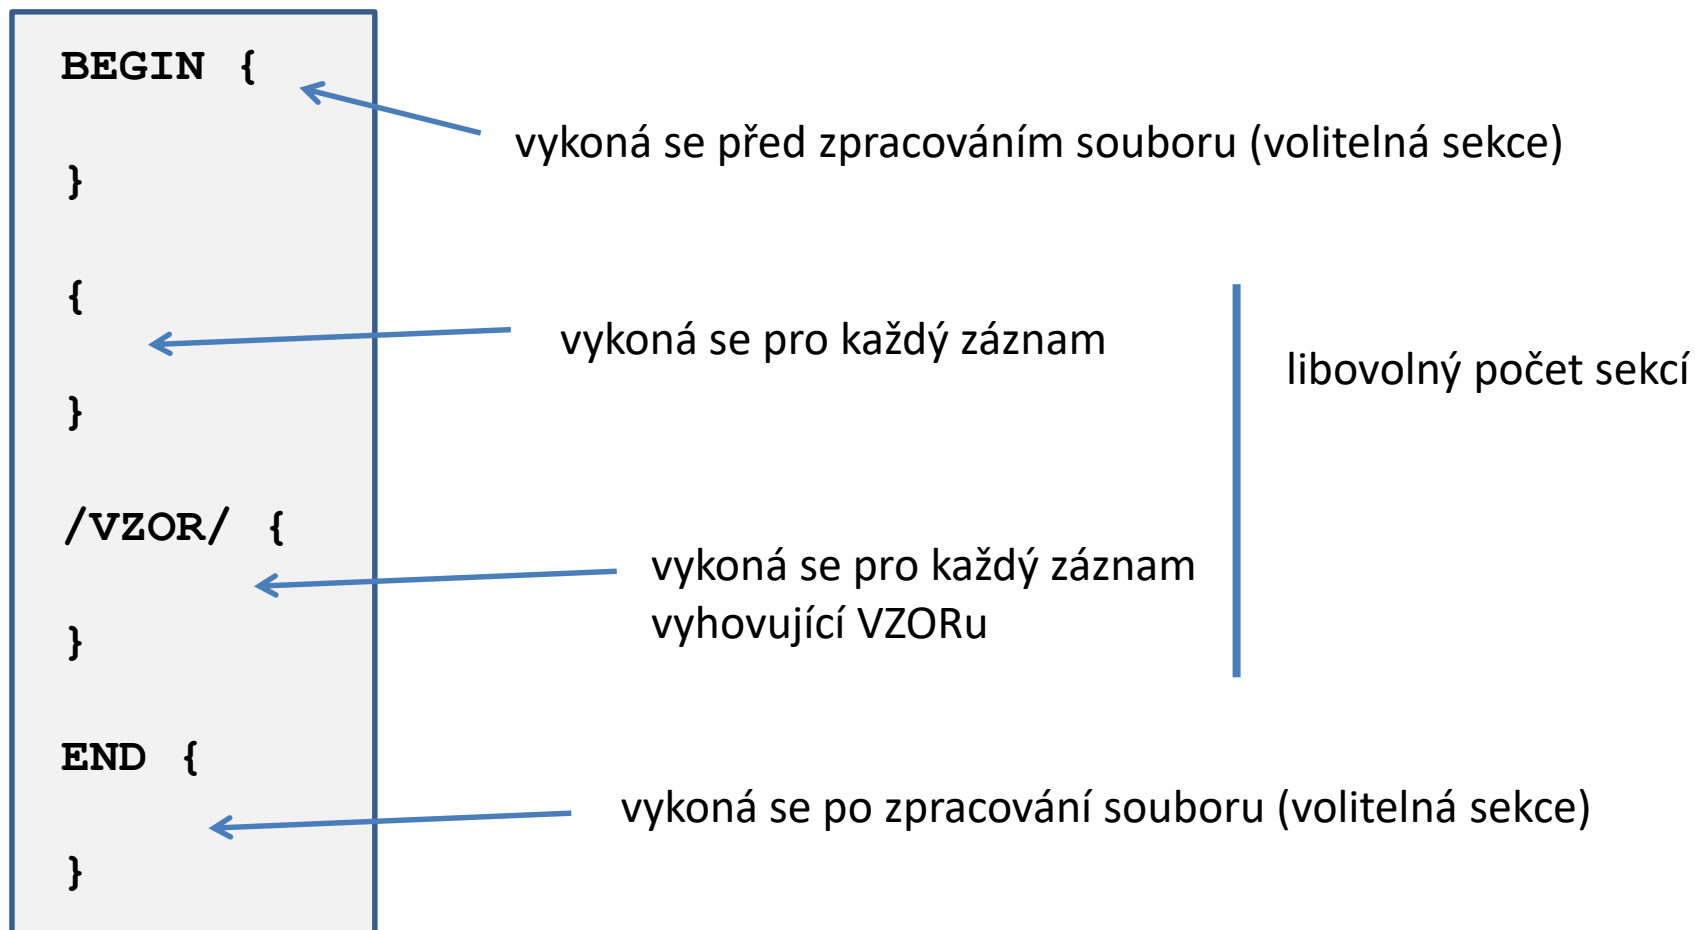 BEGIN {
vykoná se před zpracováním souboru (volitelná sekce)
}
{
vykoná se pro každý záznam
libovolný počet sekcí
}
/VZOR/ {
vykoná se pro každý záznam
vyhovující VZORu
}
END {
vykoná se po zpracování souboru (volitelná sekce)
}